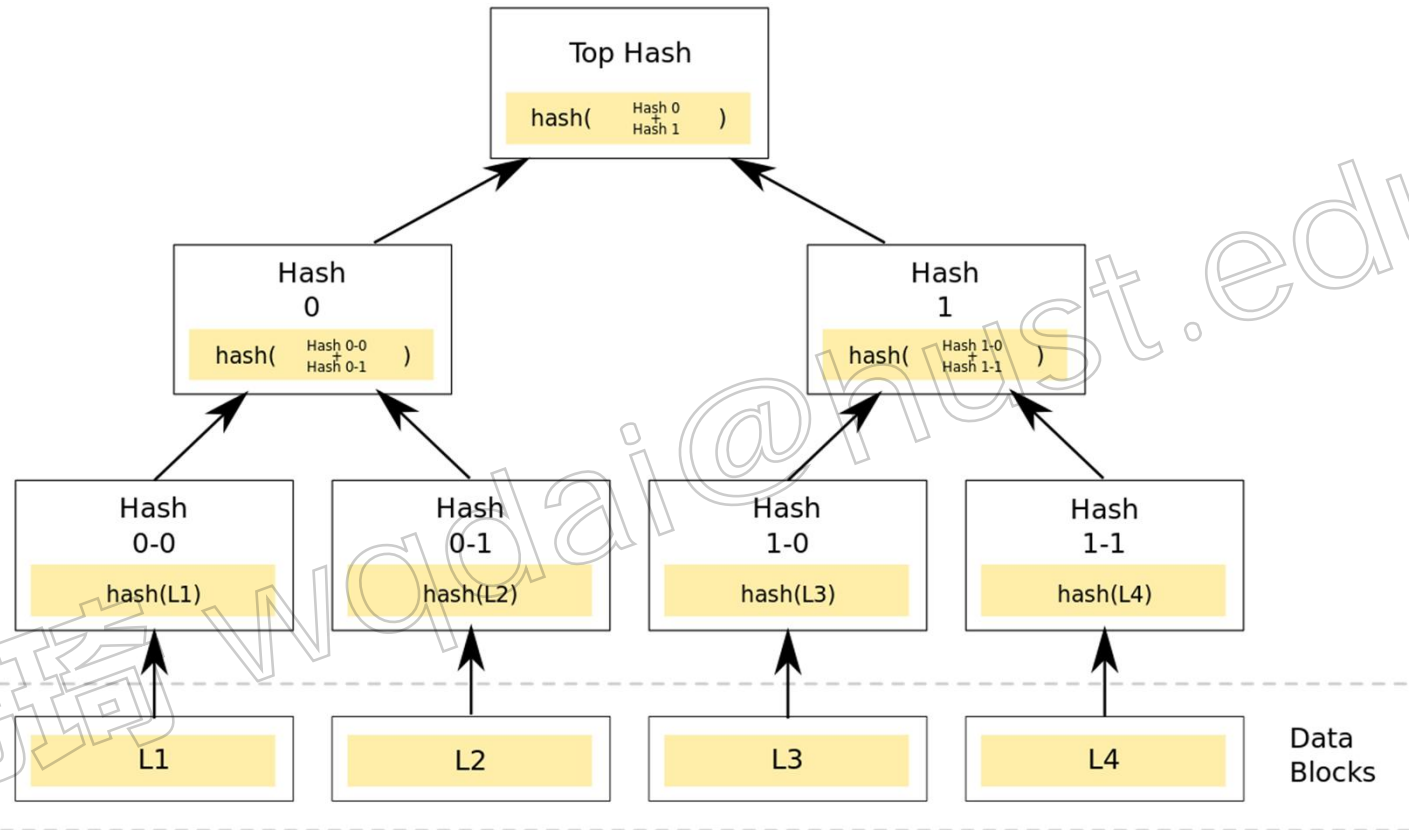 Top Hash
hash( Hash 0 + Hash 1 )
Hash
0
hash( Hash 0-0 + Hash 0-1 )
Hash
1
hash( Hash 1-0 + Hash 1-1 )
Hash
0-0
hash(L1)
Hash
0-1
hash(L2)
Hash
1-0
hash(L3)
Hash
1-1
hash(L4)
L1
L2
L3
L4
Data
Blocks
琦 wqdai@hust.edu